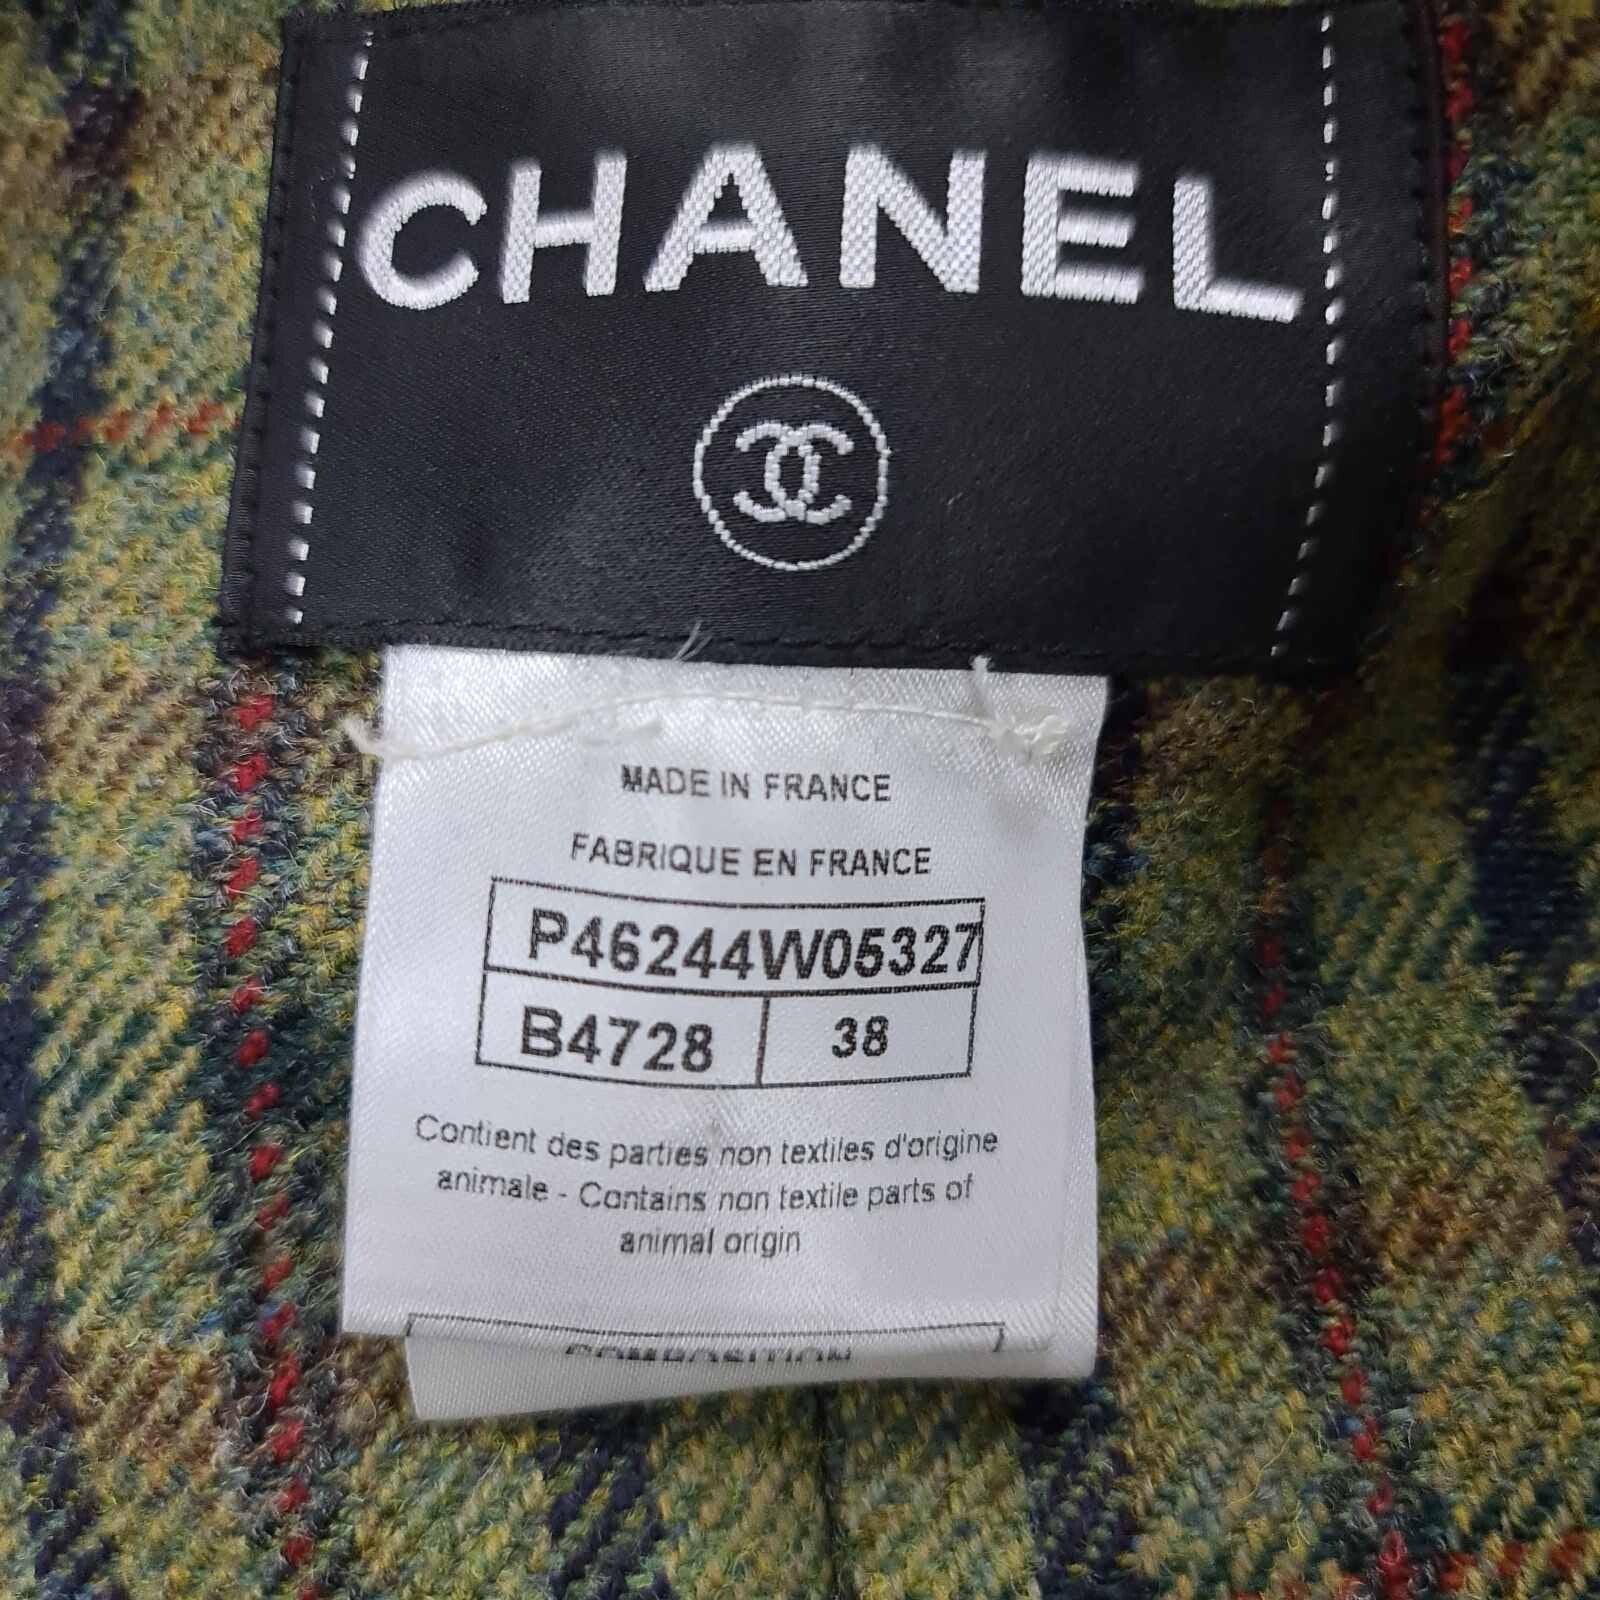 CHANEL
MADE IN FRANCE
FABRIQUE EN FRANCE
P46244W05327
B4728 38
Contient des parties non textiles d'origine
animale - Contains non textile parts of
animal origin
COMPOSITION